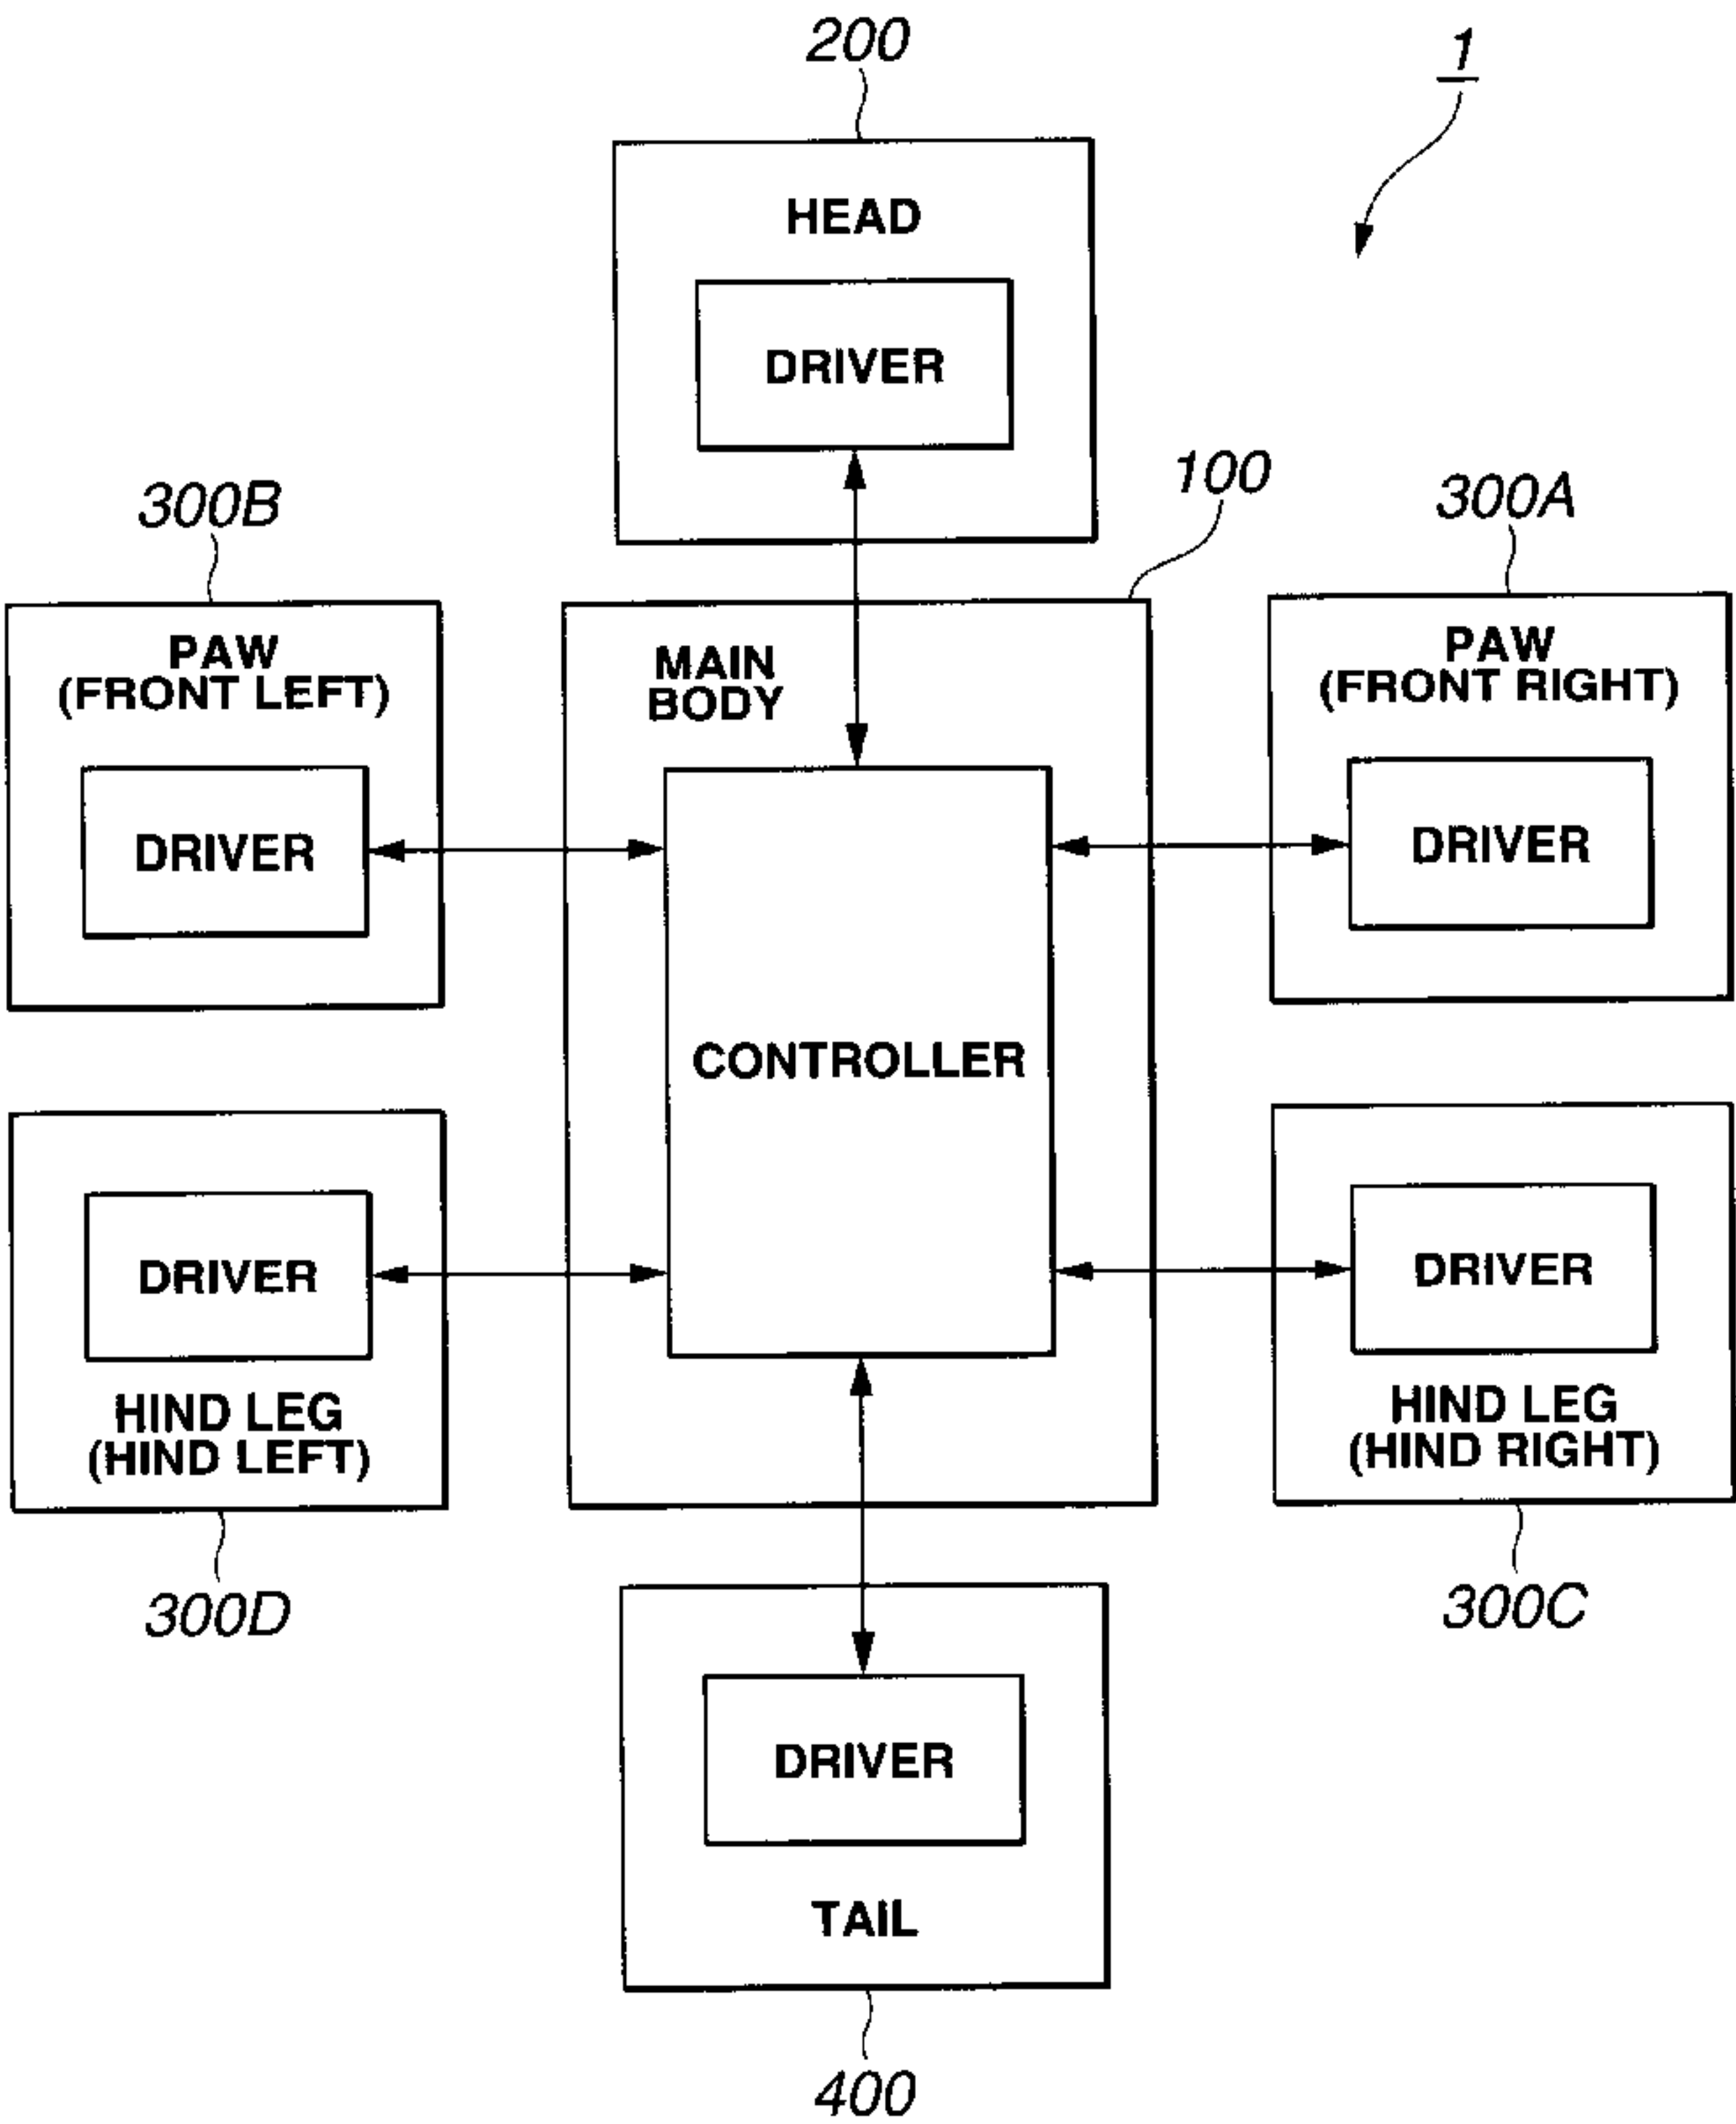 200
1
HEAD
DRIVER
100
300B
300A
PAW
(FRONT LEFT)
MAIN
BODY
PAW
(FRONT RIGHT)
DRIVER
DRIVER
CONTROLLER
DRIVER
DRIVER
HIND LEG
(HIND LEFT)
HIND LEG
(HIND RIGHT)
300D
300C
DRIVER
TAIL
400